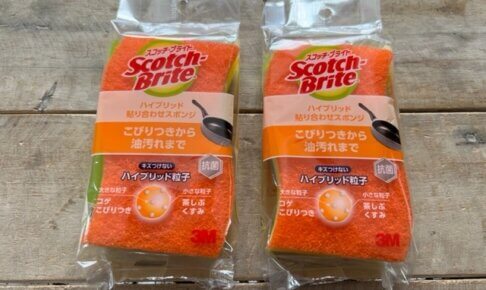 スコッチ・ブライト
Scotch-
Brite
ハイブリッド
貼り合わせスポンジ
こびりつきから
油汚れまで
キズつけない
ハイブリッド粒子
抗菌
大きな粒子
コゲ
こびりつき
小さな粒子
茶しぶ
くすみ
3M
スコッチ・ブライト
Scotch-
Brite
ハイブリッド
貼り合わせスポンジ
こびりつきから
油汚れまで
キズつけない
ハイブリッド粒子
抗菌
大きな粒子
コゲ
こびりつき
小さな粒子
茶しぶ
くすみ
3M